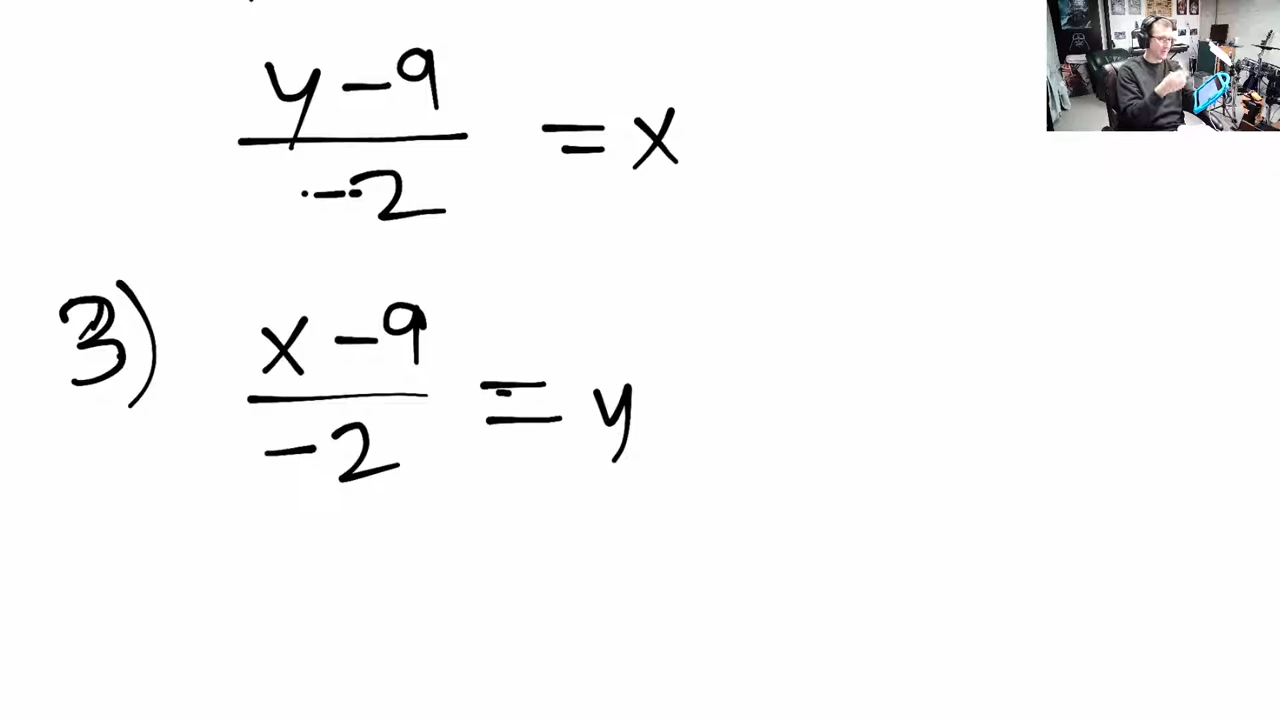 y - 9
-2
= x
3)
x - 9
-2
= y